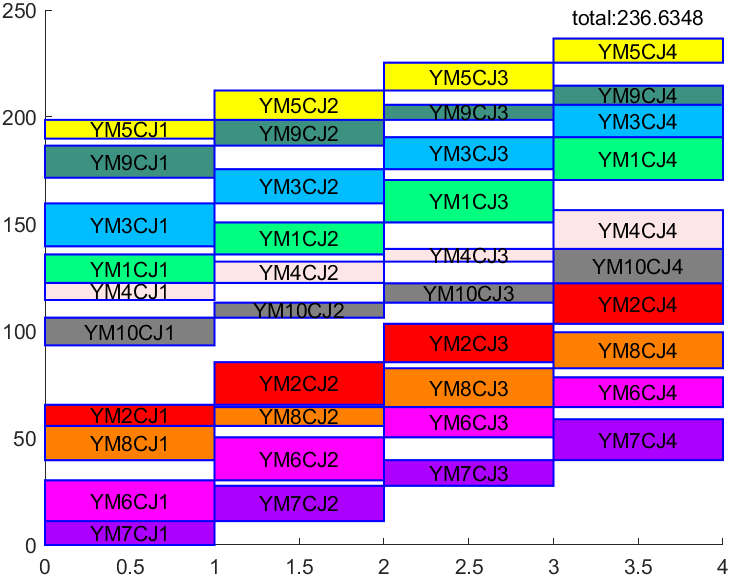 total:236.6348
250
200
150
100
50
0
YM5CJ1 YM5CJ2 YM5CJ3 YM5CJ4
YM9CJ1 YM9CJ2 YM9CJ3 YM9CJ4
YM3CJ1 YM3CJ2 YM3CJ3 YM3CJ4
YM1CJ1 YM1CJ2 YM1CJ3 YM1CJ4
YM4CJ1 YM4CJ2 YM4CJ3 YM4CJ4
YM10CJ1 YM10CJ2 YM10CJ3 YM10CJ4
YM2CJ1 YM2CJ2 YM2CJ3 YM2CJ4
YM8CJ1 YM8CJ2 YM8CJ3 YM8CJ4
YM6CJ1 YM6CJ2 YM6CJ3 YM6CJ4
YM7CJ1 YM7CJ2 YM7CJ3 YM7CJ4
0 0.5 1 1.5 2 2.5 3 3.5 4